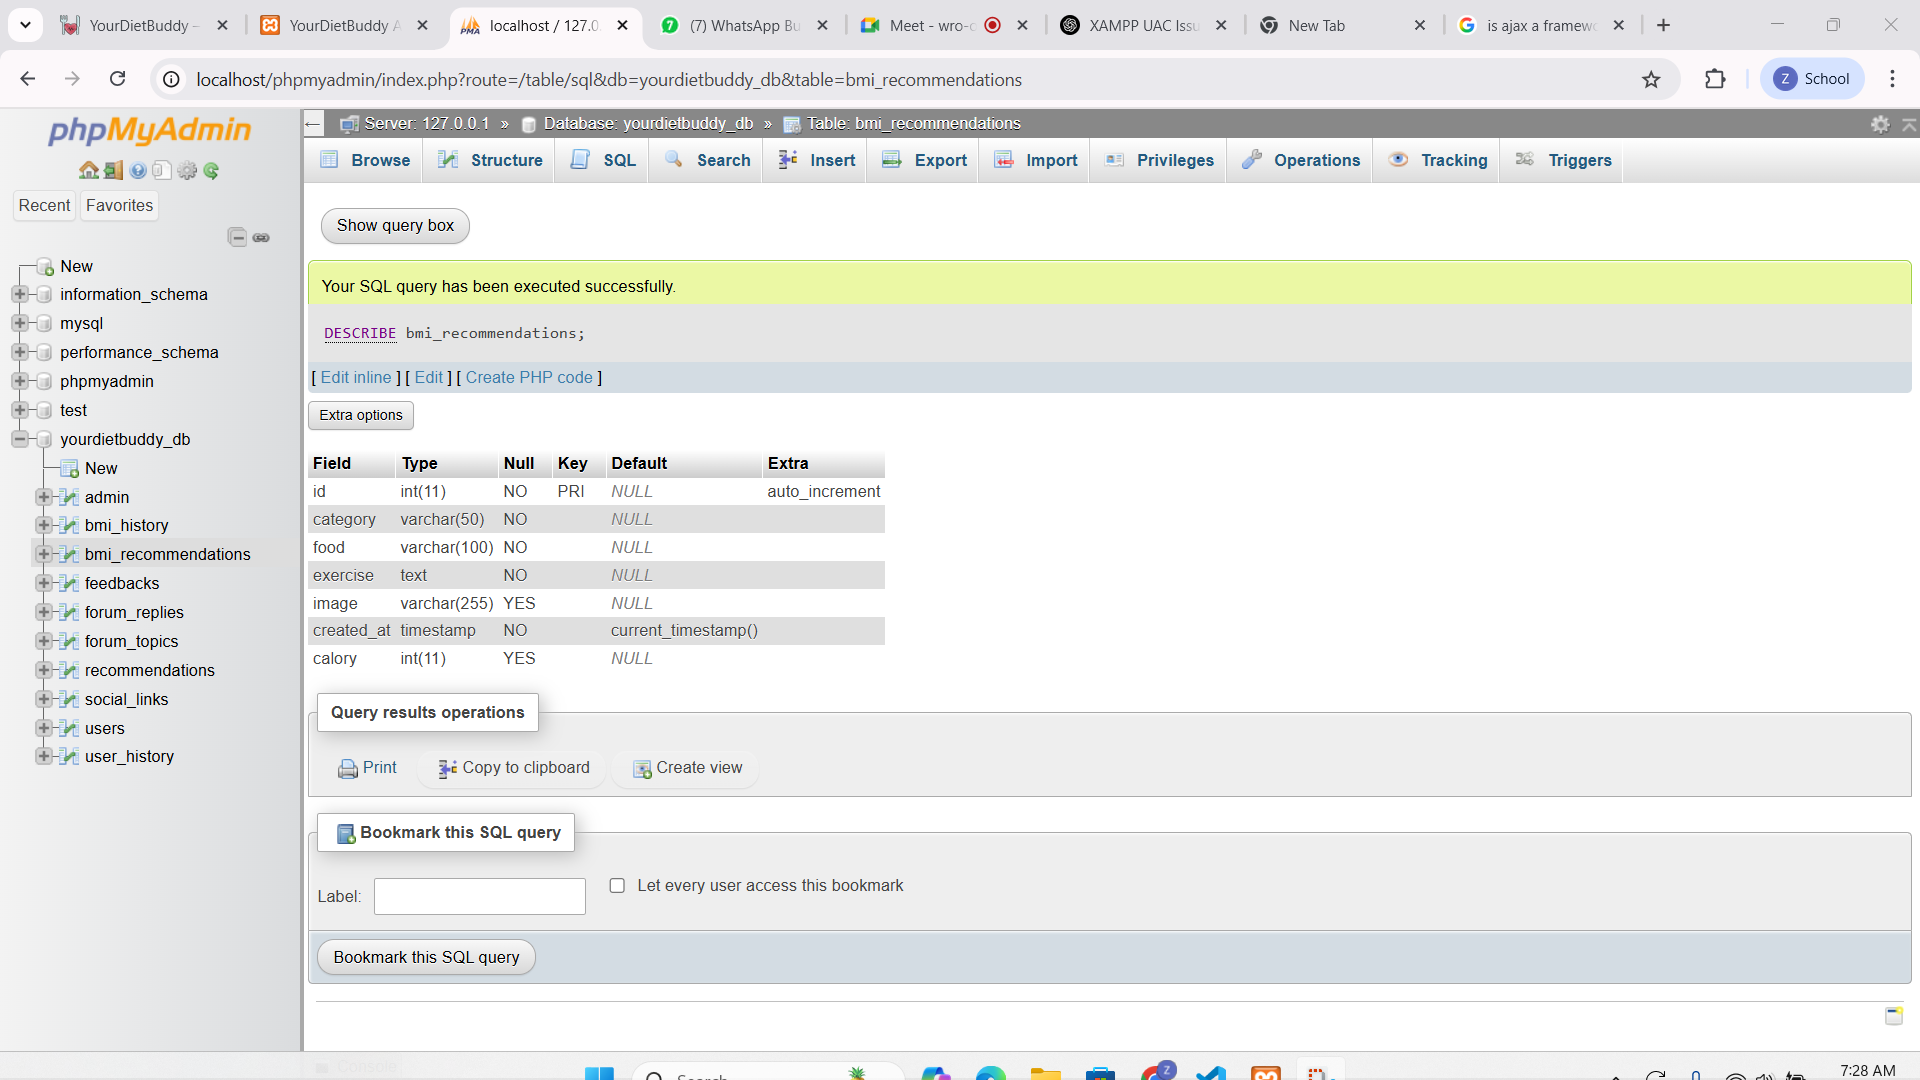 YourDietBuddy –
YourDietBuddy A
localhost / 127.0.
(7) WhatsApp Bu
Meet - wro-
XAMPP UAC Issu
New Tab
is ajax a framew
localhost/phpmyadmin/index.php?route=/table/sql&db=yourdietbuddy_db&table=bmi_recommendations
Z School
phpMyAdmin
Recent Favorites
New
information_schema
mysql
performance_schema
phpmyadmin
test
yourdietbuddy_db
New
admin
bmi_history
bmi_recommendations
feedbacks
forum_replies
forum_topics
recommendations
social_links
users
user_history
Server: 127.0.0.1 » Database: yourdietbuddy_db » Table: bmi_recommendations
Browse Structure SQL Search Insert Export Import Privileges Operations Tracking Triggers
Show query box
Your SQL query has been executed successfully.
DESCRIBE bmi_recommendations;
[ Edit inline ] [ Edit ] [ Create PHP code ]
Extra options
Field Type Null Key Default Extra
id int(11) NO PRI NULL auto_increment
category varchar(50) NO NULL
food varchar(100) NO NULL
exercise text NO NULL
image varchar(255) YES NULL
created_at timestamp NO current_timestamp()
calory int(11) YES NULL
Query results operations
Print Copy to clipboard Create view
Bookmark this SQL query
Label: Let every user access this bookmark
Bookmark this SQL query
Console
Search
Z
7:28 AM